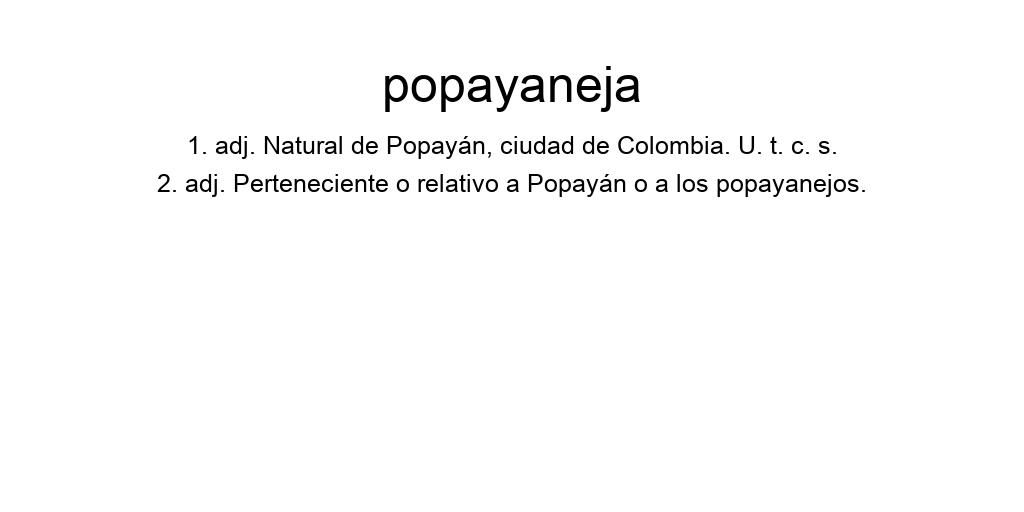 popayaneja
1. adj. Natural de Popayán, ciudad de Colombia. U. t. c. s.
2. adj. Perteneciente o relativo a Popayán o a los popayanejos.